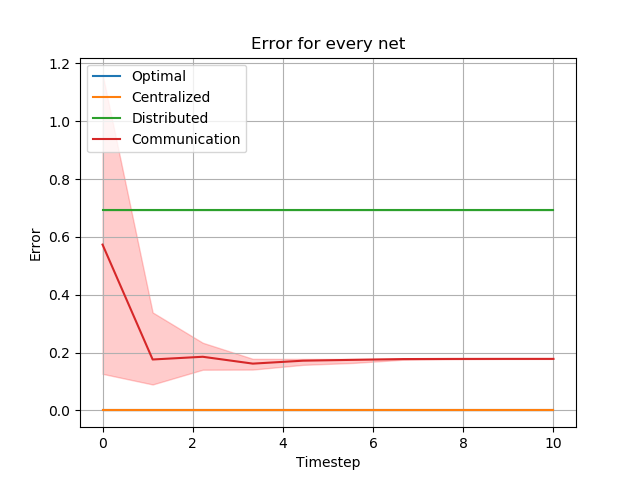 Error for every net
Optimal
Centralized
Distributed
Communication
Error
1.2
1.0
0.8
0.6
0.4
0.2
0.0
0 2 4 6 8 10
Timestep